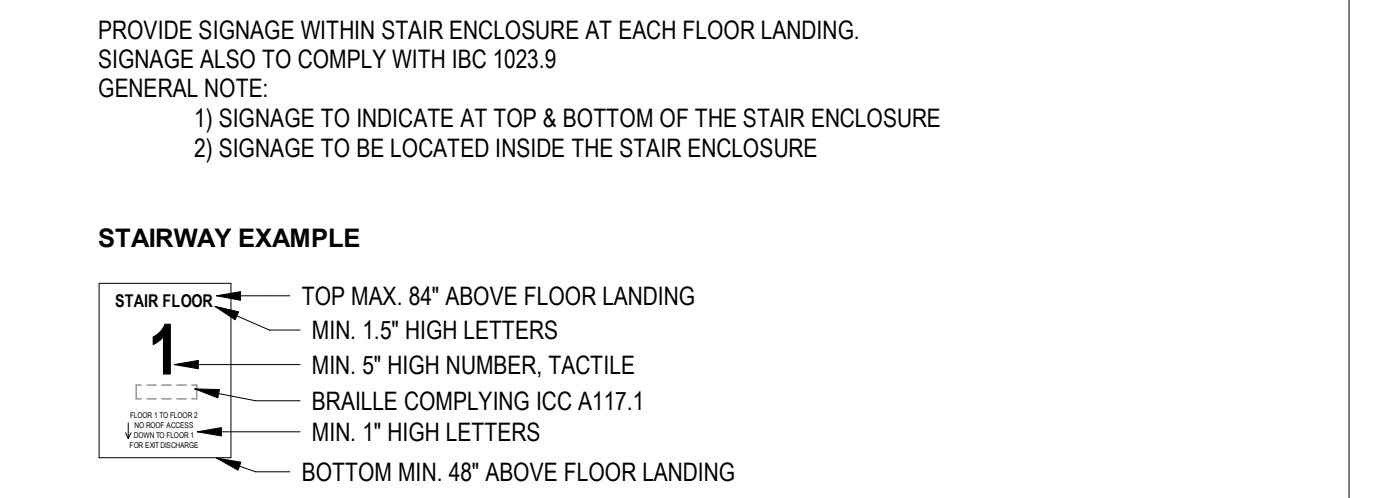 PROVIDE SIGNAGE WITHIN STAIR ENCLOSURE AT EACH FLOOR LANDING.
SIGNAGE ALSO TO COMPLY WITH IBC 1023.9
GENERAL NOTE:
1) SIGNAGE TO INDICATE AT TOP & BOTTOM OF THE STAIR ENCLOSURE
2) SIGNAGE TO BE LOCATED INSIDE THE STAIR ENCLOSURE
STAIRWAY EXAMPLE
STAIR FLOOR
1
FLOOR 1 TO FLOOR 2
NO ROOF ACCESS
DOWN TO FLOOR 1
FOR EXIT DISCHARGE
TOP MAX. 84" ABOVE FLOOR LANDING
MIN. 1.5" HIGH LETTERS
MIN. 5" HIGH NUMBER, TACTILE
BRAILLE COMPLYING ICC A117.1
MIN. 1" HIGH LETTERS
BOTTOM MIN. 48" ABOVE FLOOR LANDING